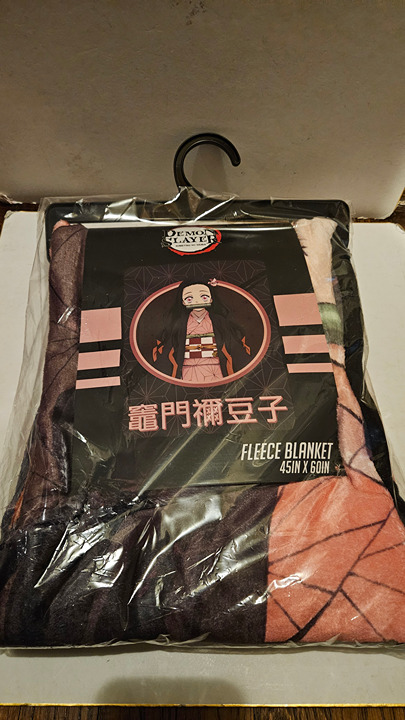 DEMON
SLAYER
竈門禰豆子
FLEECE BLANKET
45IN X 60IN